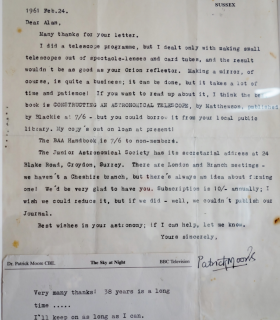 SUSSEX
1961 Feb.24.
Dear Alan,
Many thanks for your letter.
I did a telescope programme, but I dealt only with making small
telescopes out of spectacle-lenses and card tubes, and the result
wouldn't be as good as your Orion reflector. Making a mirror, of
course, is quite a business; it can be done, but it takes a lot of
time and patience! If you want to read up about it, I think the best
book is CONSTRUCTING AN ASTRONOMICAL TELESCOPE, by Matthewson, published
by Blackie at 7/6 - but you could borrow it from your local public
library. My copy's out on loan at present!
The BAA Handbook is 7/6 to non-members.
The Junior Astronomical Society has its secretarial address at 94
Blake Road, Croydon, Surrey. There are London and Branch meetings -
we haven't a Cheshire branch, but there's always an idea about forming
one! We'd be very glad to have you. Subscription is 10/- annually; I
wish we could reduce it, but if we did - well, we couldn't publish our
Journal.
Best wishes in your astronomy; if I can help, let me know.
Yours sincerely,
Patrick Moore
Dr. Patrick Moore CBE, The Sky at Night BBC Television
Very many thanks! 38 years is a long
time .....
I'll keep on as long as I can.